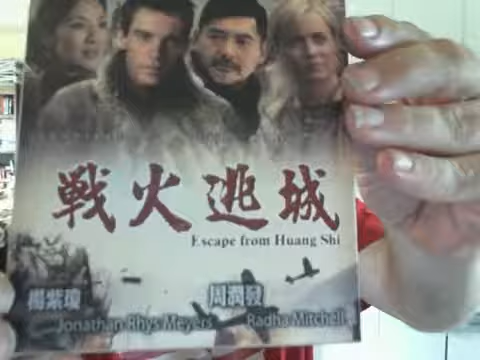 戰火逃城
Escape from Huang Shi
楊紫瓊 周潤發
Jonathan Rhys Meyers Radha Mitchell